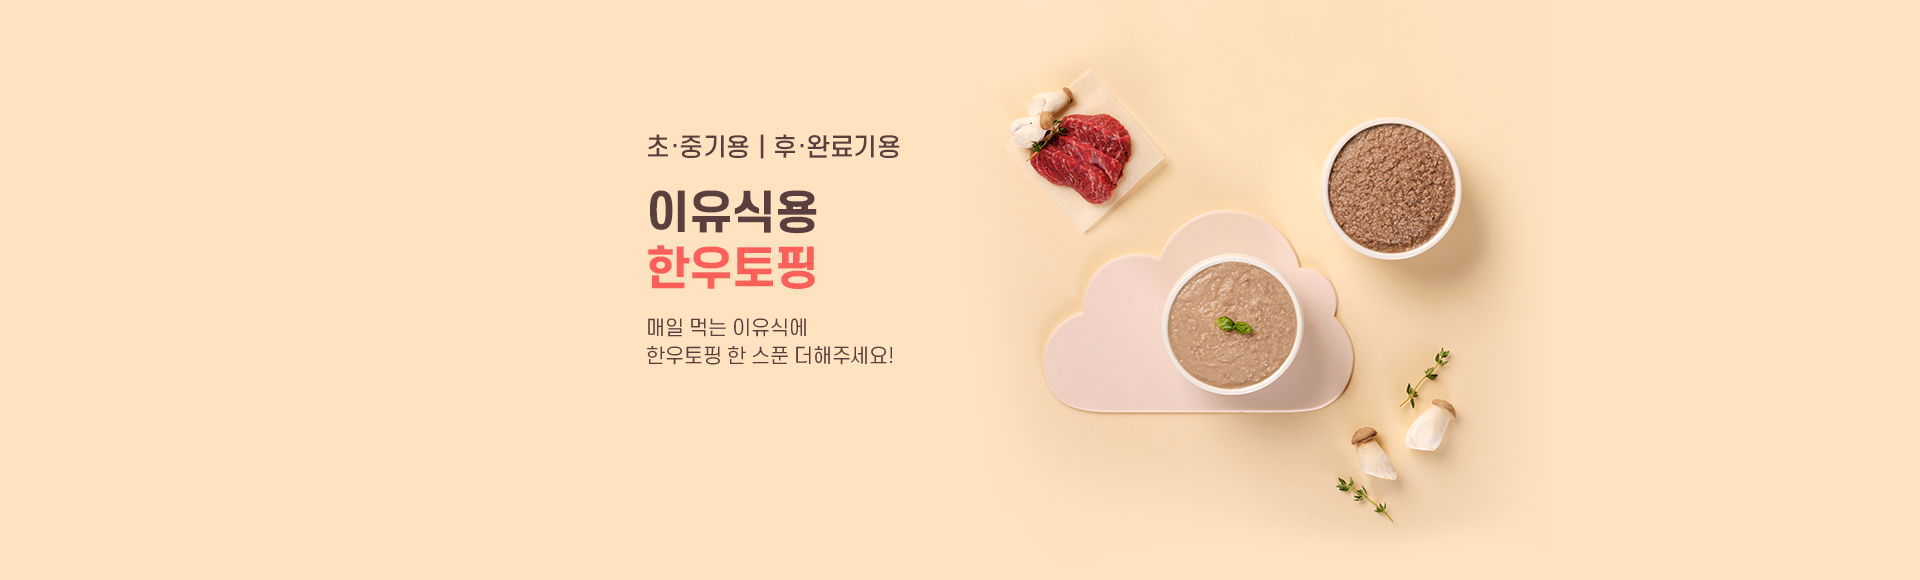 초·중기용 | 후·완료기용
이유식용
한우토핑
매일 먹는 이유식에
한우토핑 한 스푼 더해주세요!